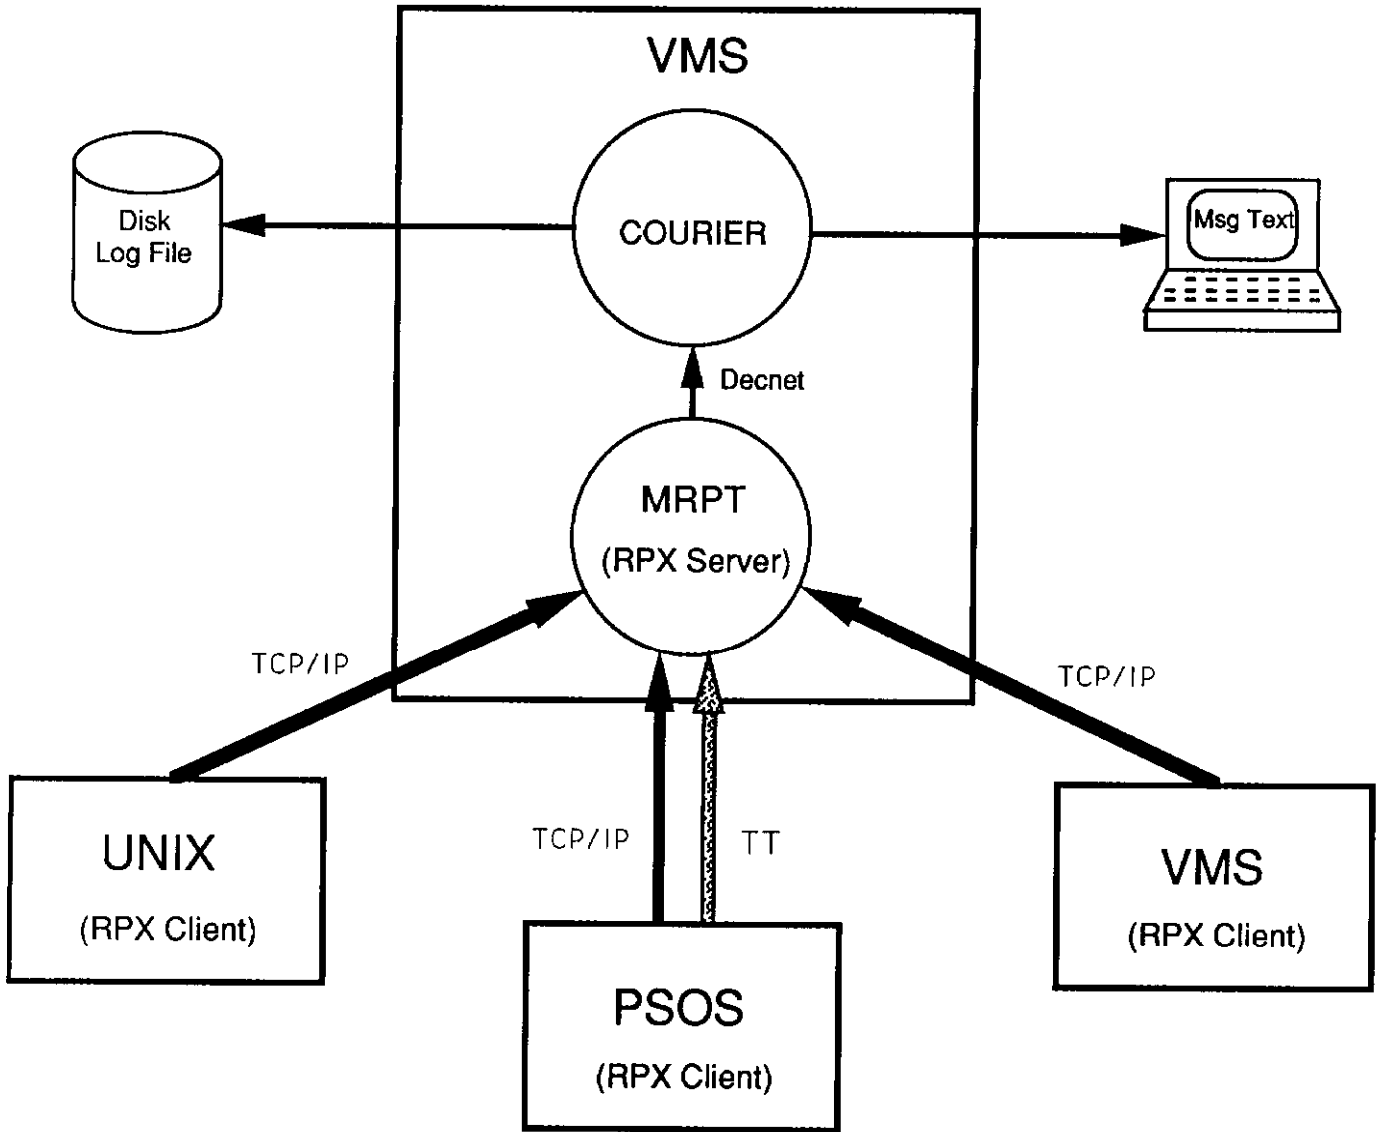 VMS
Disk
Log File
COURIER
Msg Text
Decnet
MRPT
(RPX Server)
TCP/IP
TCP/IP
UNIX
(RPX Client)
TCP/IP
TT
VMS
(RPX Client)
PSOS
(RPX Client)